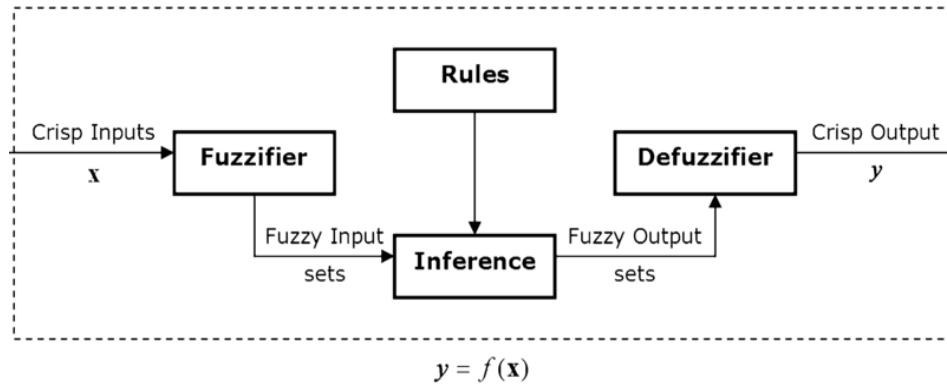 Rules
Crisp Inputs
x
Fuzzifier
Defuzzifier
Crisp Output
y
Fuzzy Input
sets
Inference
Fuzzy Output
sets
y = f(x)